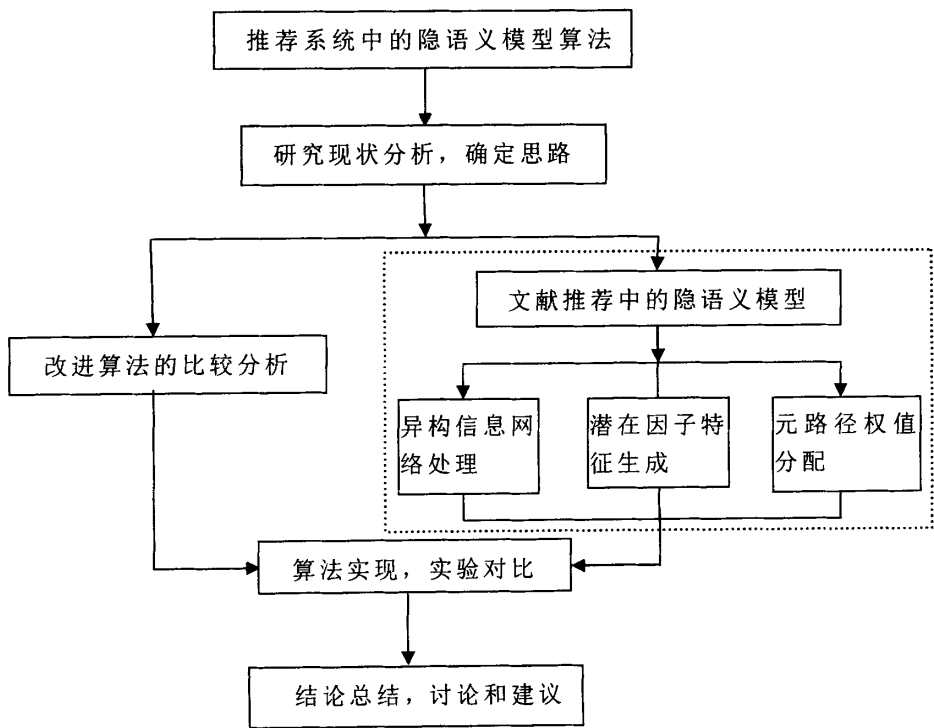 推荐系统中的隐语义模型算法
研究现状分析，确定思路
文献推荐中的隐语义模型
改进算法的比较分析
异构信息网
络处理
潜在因子特
征生成
元路径权值
分配
算法实现，实验对比
结论总结，讨论和建议